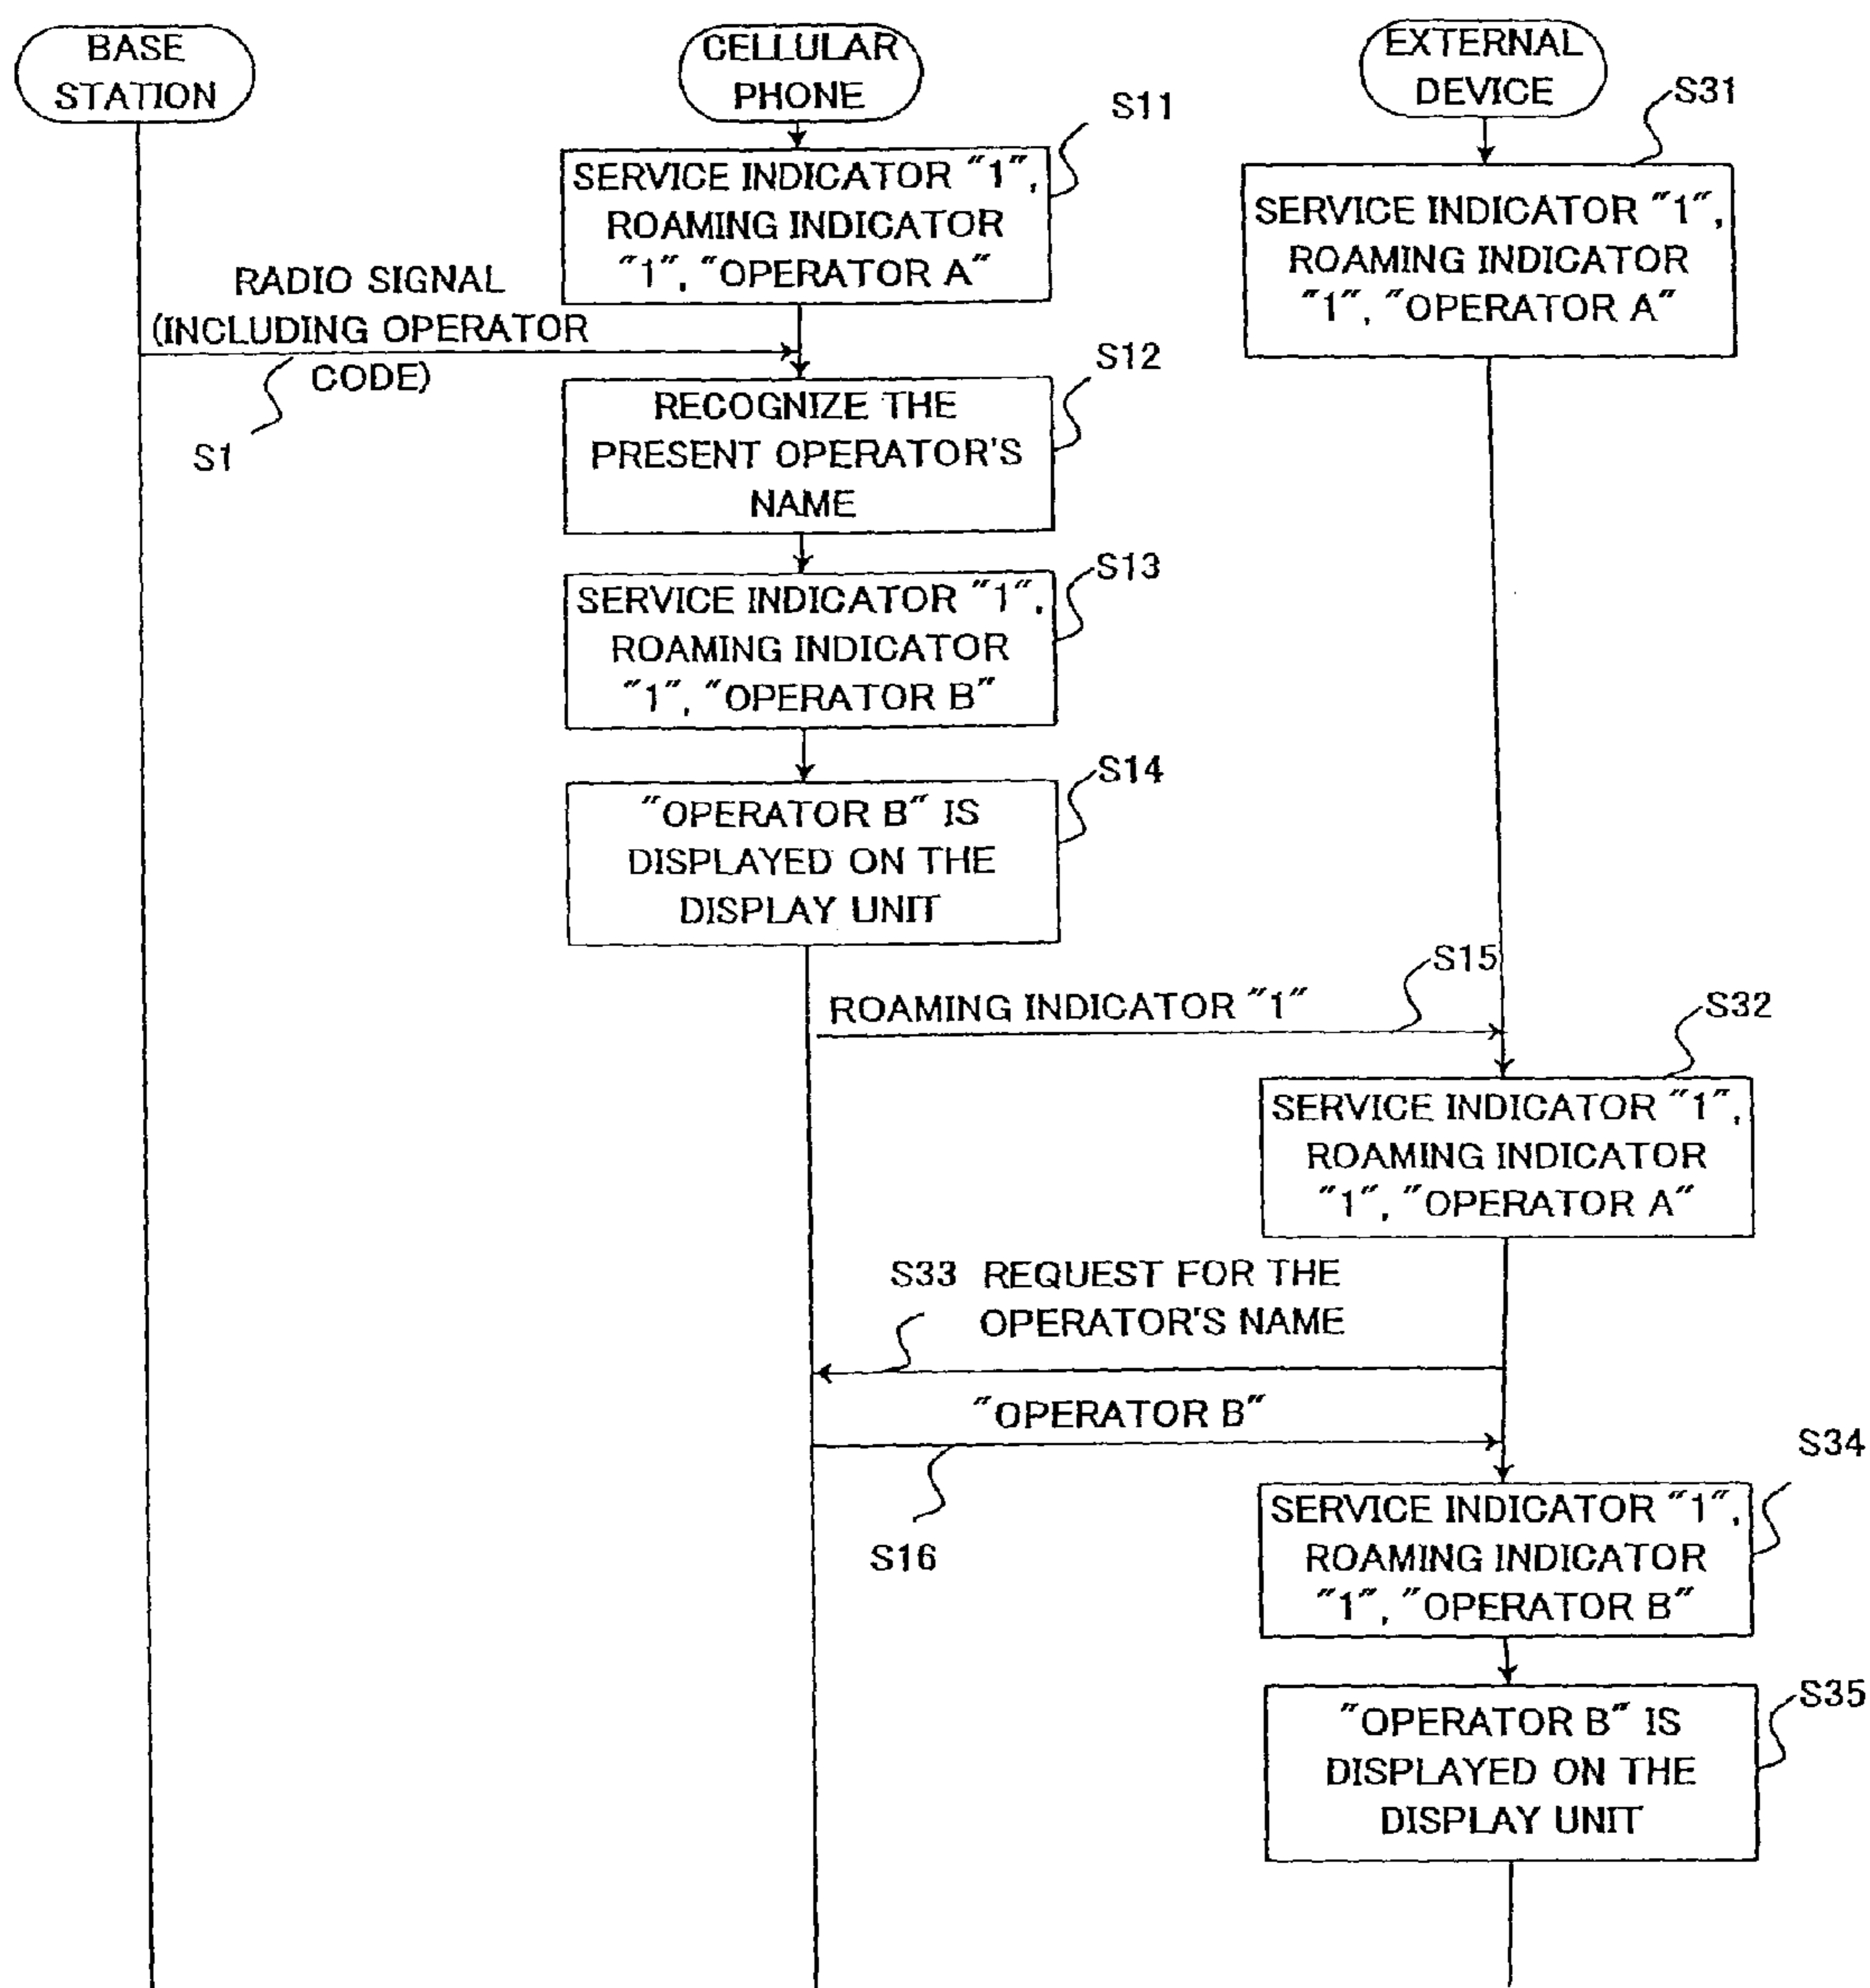 BASE
STATION
CELLULAR
PHONE
EXTERNAL
DEVICE
S11
S31
SERVICE INDICATOR "1",
ROAMING INDICATOR
"1", "OPERATOR A"
SERVICE INDICATOR "1",
ROAMING INDICATOR
"1", "OPERATOR A"
RADIO SIGNAL
(INCLUDING OPERATOR
CODE)
S1
S12
RECOGNIZE THE
PRESENT OPERATOR'S
NAME
S13
SERVICE INDICATOR "1",
ROAMING INDICATOR
"1", "OPERATOR B"
S14
"OPERATOR B" IS
DISPLAYED ON THE
DISPLAY UNIT
S15
ROAMING INDICATOR "1"
S32
SERVICE INDICATOR "1",
ROAMING INDICATOR
"1", "OPERATOR A"
S33 REQUEST FOR THE
OPERATOR'S NAME
"OPERATOR B"
S16
S34
SERVICE INDICATOR "1",
ROAMING INDICATOR
"1", "OPERATOR B"
S35
"OPERATOR B" IS
DISPLAYED ON THE
DISPLAY UNIT